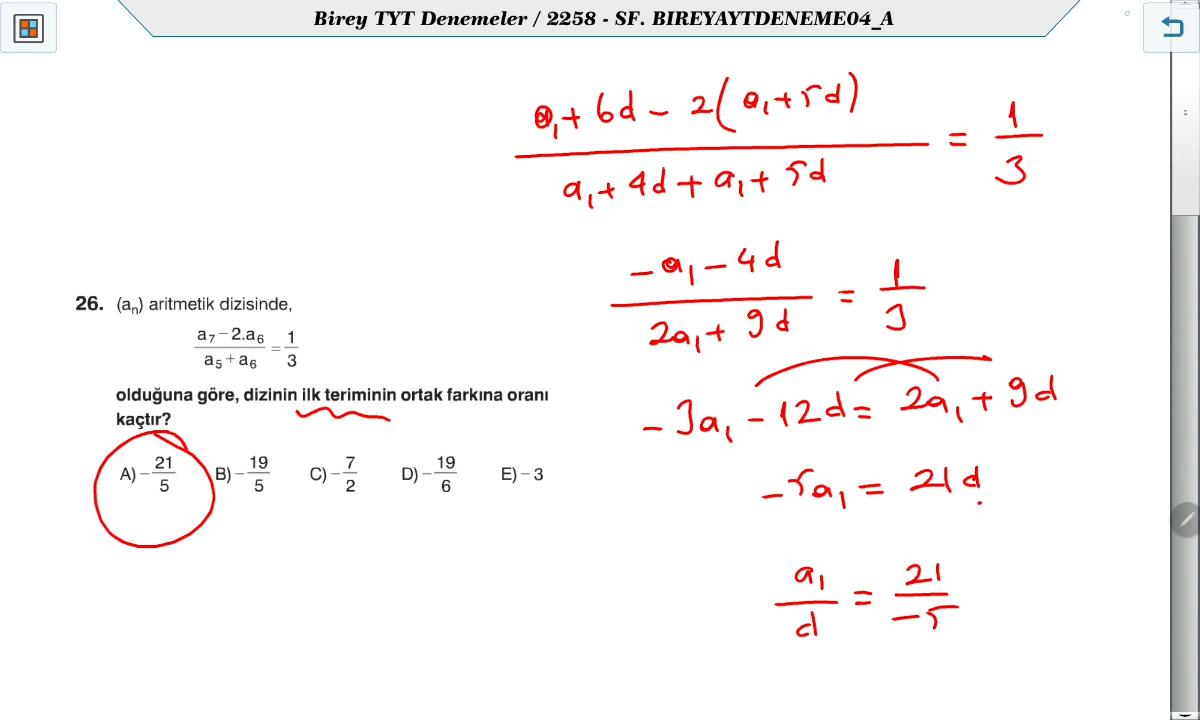 Birey TYT Denemeler / 2258 - SF. BIREYAYTDENEME04_A
a₁ + 6d - 2(a₁ + 5d) / a₁ + 4d + a₁ + 5d = 1/3
-a₁ - 4d / 2a₁ + 9d = 1/3
-3a₁ - 12d = 2a₁ + 9d
-5a₁ = 21d
a₁/d = 21/-5
26. (aₙ) aritmetik dizisinde,
a₇ - 2.a₆ / a₅ + a₆ = 1/3
olduğuna göre, dizinin ilk teriminin ortak farkına oranı
kaçtır?
A) - 21/5 B) - 19/5 C) - 7/2 D) - 19/6 E) - 3